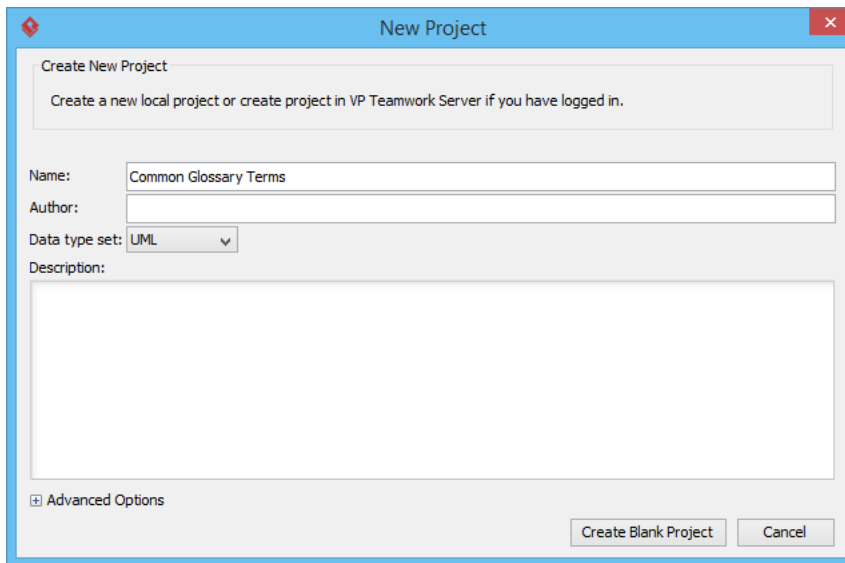 New Project
Create New Project
Create a new local project or create project in VP Teamwork Server if you have logged in.
Name: Common Glossary Terms
Author:
Data type set: UML
Description:
Advanced Options
Create Blank Project Cancel